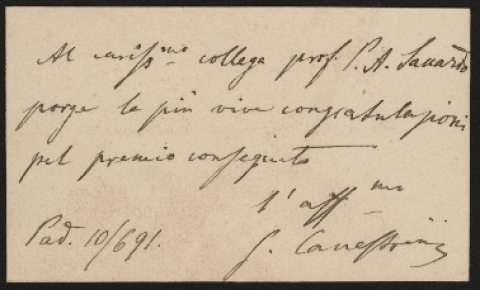 Al cariss.mo collega prof. P. A. Saccardo
porge le più vive congratulazioni
pel premio conseguito
l'aff.mo
Pad. 10/6 91. G. Canestrini